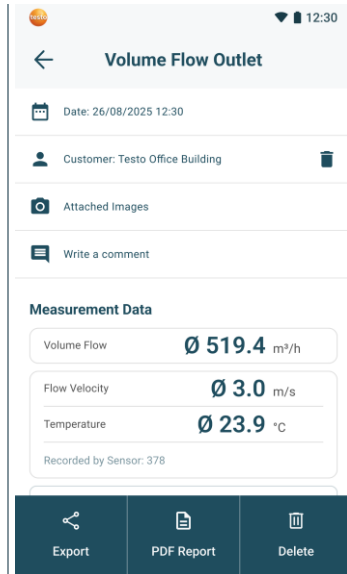 testo
12:30
Volume Flow Outlet
Date: 26/08/2025 12:30
Customer: Testo Office Building
Attached Images
Write a comment
Measurement Data
Volume Flow Ø 519.4 m³/h
Flow Velocity Ø 3.0 m/s
Temperature Ø 23.9 °C
Recorded by Sensor: 378
Export PDF Report Delete